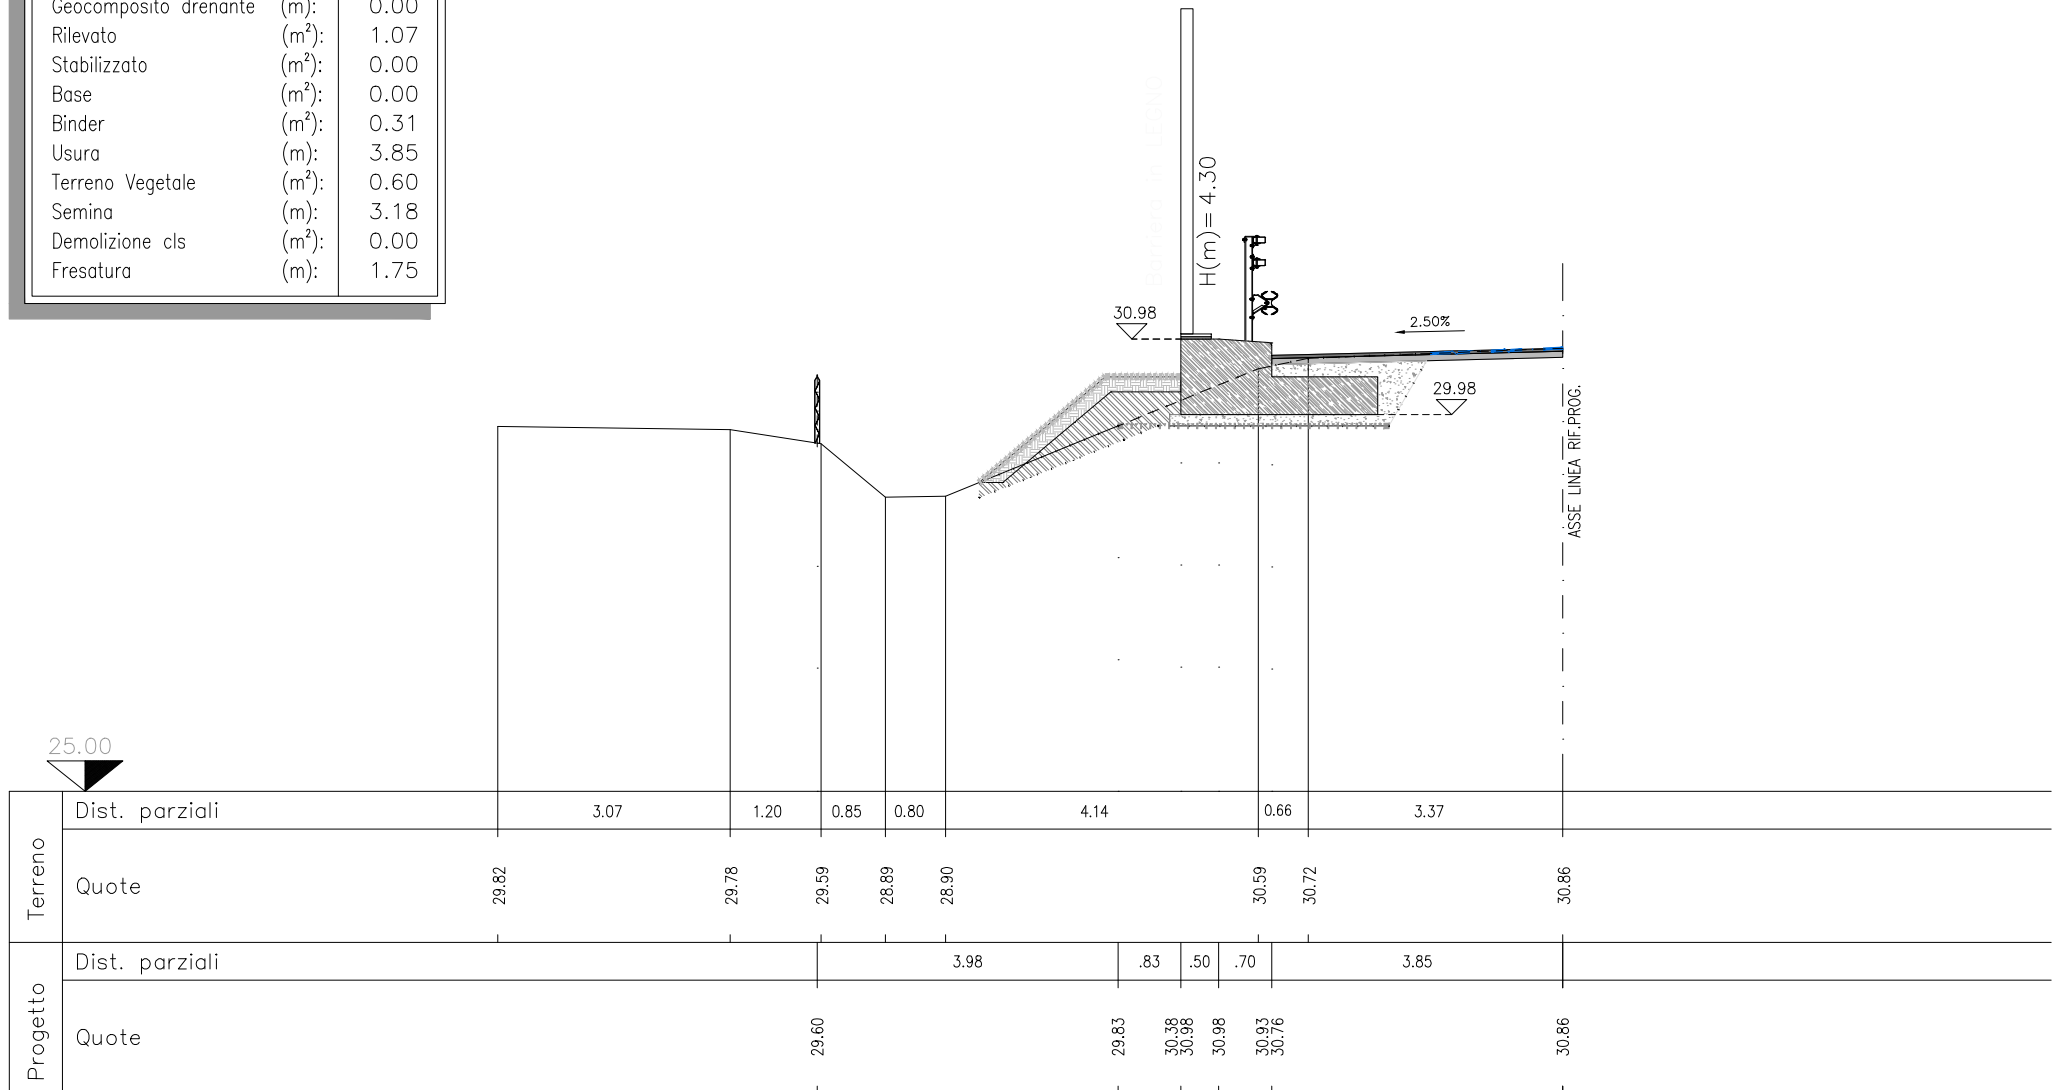 Geocomposito drenante (m): 0.00
Rilevato (m²): 1.07
Stabilizzato (m²): 0.00
Base (m²): 0.00
Binder (m²): 0.31
Usura (m): 3.85
Terreno Vegetale (m²): 0.60
Semina (m): 3.18
Demolizione cls (m²): 0.00
Fresatura (m): 1.75
H(m)= 4.30
30.98
2.50%
29.98
ASSE LINEA RIF.PROG.
25.00
Terreno
Dist. parziali 3.07 1.20 0.85 0.80 4.14 0.66 3.37
Quote 29.82 29.78 29.59 28.89 28.90 30.59 30.72 30.86
Progetto
Dist. parziali 3.98 .83 .50 .70 3.85
Quote 29.60 29.83 30.38 30.98 30.98 30.93 30.76 30.86